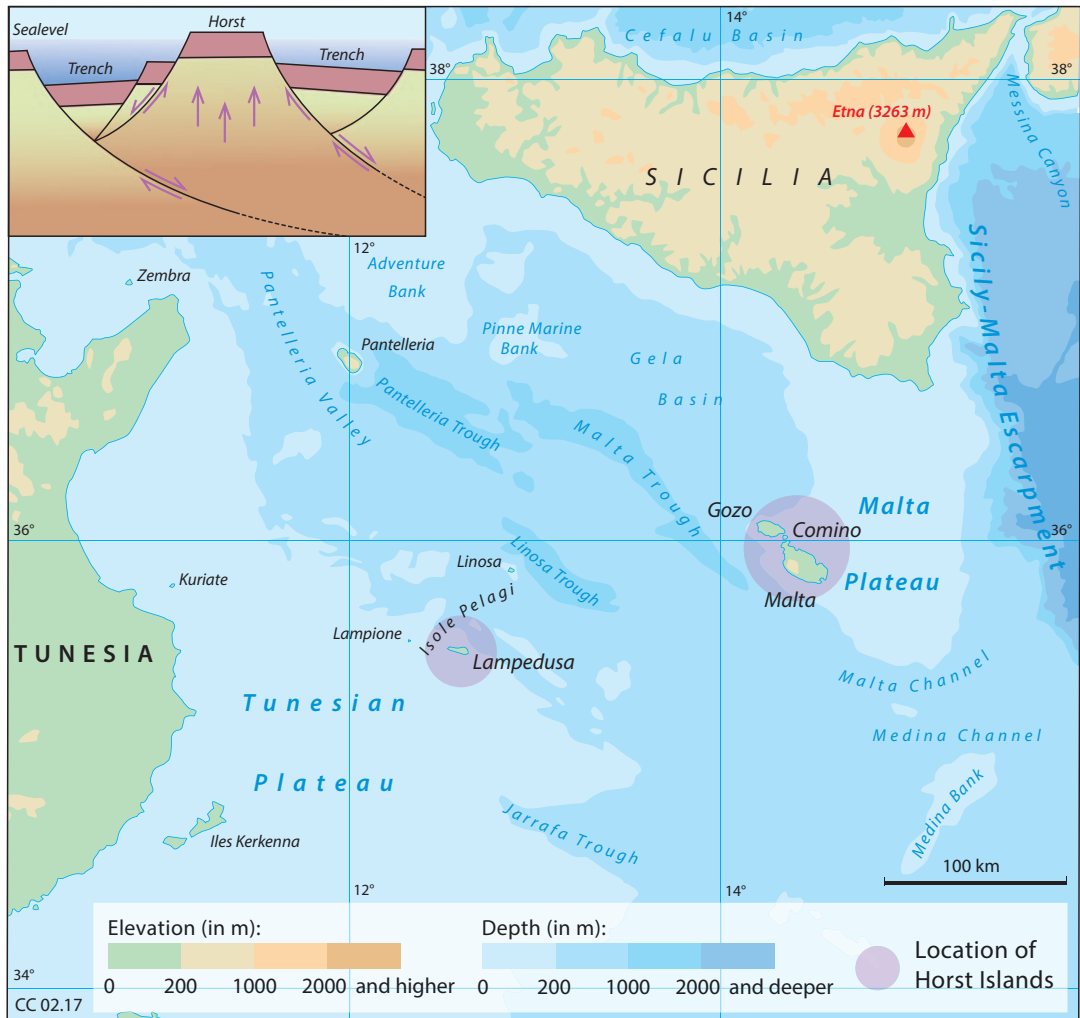 Sealevel
Horst
Trench
Trench
14°
Cefalu Basin
38°
38°
Messina Canyon
Etna (3263 m)
SICILIA
Sicily-Malta Escarpment
12°
Adventure
Bank
Zembra
Pantelleria Valley
Pantelleria
Pinne Marine
Bank
Gela
Basin
Pantelleria Trough
Malta Trough
Gozo
Comino
Malta
Malta
Plateau
36°
36°
Linosa
Linosa Trough
Kuriate
Isole Pelagi
Lampione
Lampedusa
TUNESIA
Tunesian
Plateau
Malta Channel
Medina Channel
Medina Bank
Jarrafa Trough
Iles Kerkenna
100 km
12°
14°
Elevation (in m):
0 200 1000 2000 and higher
Depth (in m):
0 200 1000 2000 and deeper
Location of
Horst Islands
34°
CC 02.17